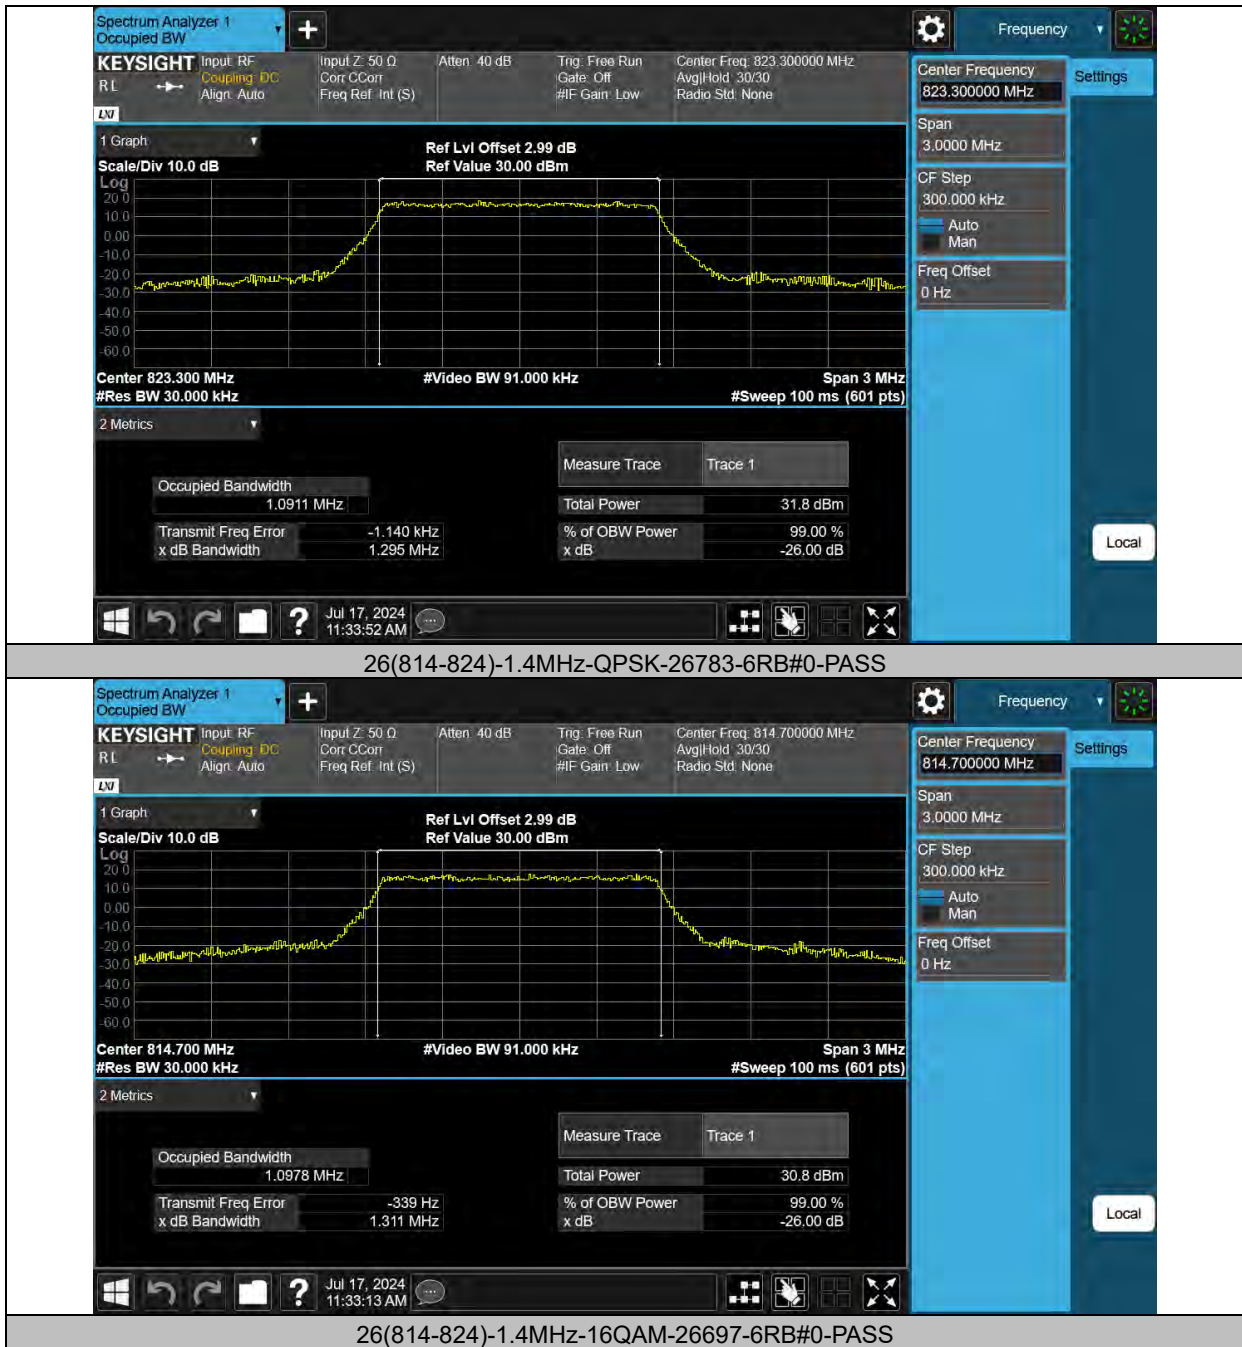 Spectrum Analyzer 1
Occupied BW
Frequency
KEYSIGHT
RL
LXI
Input: RF
Coupling: DC
Align: Auto
Input Z: 50 Ω
Corr CCorr
Freq Ref: Int (S)
Atten: 40 dB
Trig: Free Run
Gate: Off
#IF Gain: Low
Center Freq: 823.300000 MHz
Avg|Hold: 30/30
Radio Std: None
Center Frequency
823.300000 MHz
Settings
Span
3.0000 MHz
CF Step
300.000 kHz
Auto
Man
Freq Offset
0 Hz
Local
1 Graph
Scale/Div 10.0 dB
Ref Lvl Offset 2.99 dB
Ref Value 30.00 dBm
Log
20.0
10.0
0.00
-10.0
-20.0
-30.0
-40.0
-50.0
-60.0
Center 823.300 MHz
#Video BW 91.000 kHz
Span 3 MHz
#Res BW 30.000 kHz
#Sweep 100 ms (601 pts)
2 Metrics
Measure Trace Trace 1
Occupied Bandwidth
1.0911 MHz
Total Power 31.8 dBm
Transmit Freq Error -1.140 kHz
% of OBW Power 99.00 %
x dB Bandwidth 1.295 MHz
x dB -26.00 dB
?
Jul 17, 2024
11:33:52 AM
26(814-824)-1.4MHz-QPSK-26783-6RB#0-PASS
Spectrum Analyzer 1
Occupied BW
Frequency
KEYSIGHT
RL
LXI
Input: RF
Coupling: DC
Align: Auto
Input Z: 50 Ω
Corr CCorr
Freq Ref: Int (S)
Atten: 40 dB
Trig: Free Run
Gate: Off
#IF Gain: Low
Center Freq: 814.700000 MHz
Avg|Hold: 30/30
Radio Std: None
Center Frequency
814.700000 MHz
Settings
Span
3.0000 MHz
CF Step
300.000 kHz
Auto
Man
Freq Offset
0 Hz
Local
1 Graph
Scale/Div 10.0 dB
Ref Lvl Offset 2.99 dB
Ref Value 30.00 dBm
Log
20.0
10.0
0.00
-10.0
-20.0
-30.0
-40.0
-50.0
-60.0
Center 814.700 MHz
#Video BW 91.000 kHz
Span 3 MHz
#Res BW 30.000 kHz
#Sweep 100 ms (601 pts)
2 Metrics
Measure Trace Trace 1
Occupied Bandwidth
1.0978 MHz
Total Power 30.8 dBm
Transmit Freq Error -339 Hz
% of OBW Power 99.00 %
x dB Bandwidth 1.311 MHz
x dB -26.00 dB
?
Jul 17, 2024
11:33:13 AM
26(814-824)-1.4MHz-16QAM-26697-6RB#0-PASS